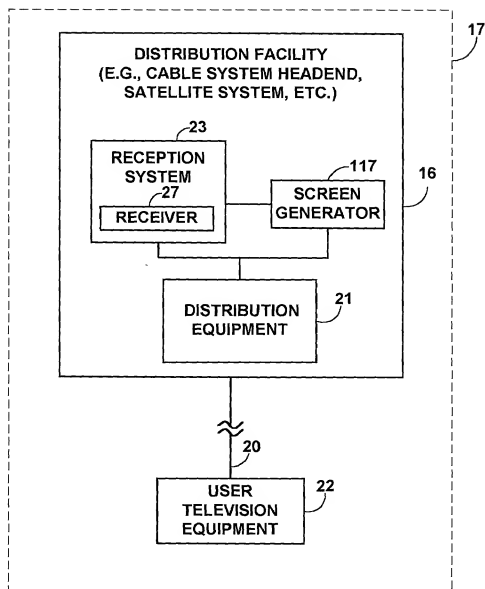 17
DISTRIBUTION FACILITY
(E.G., CABLE SYSTEM HEADEND,
SATELLITE SYSTEM, ETC.)
23
RECEPTION
SYSTEM
27
RECEIVER
117
SCREEN
GENERATOR
16
DISTRIBUTION
EQUIPMENT
21
20
USER
TELEVISION
EQUIPMENT
22